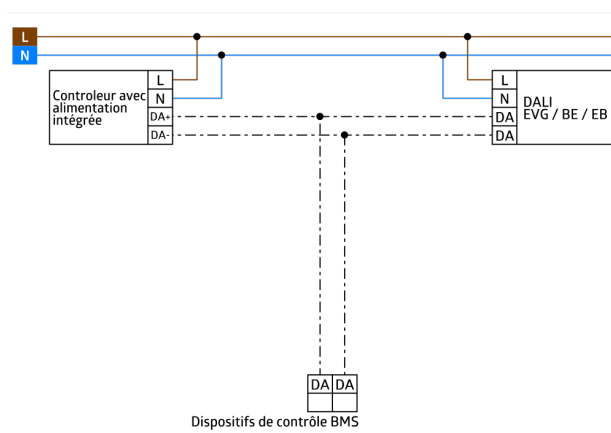 L
N
Controleur avec
alimentation
intégrée
L
N
DA+
DA-
L
N
DA
DA
DALI
EVG / BE / EB
DA DA
Dispositifs de contrôle BMS